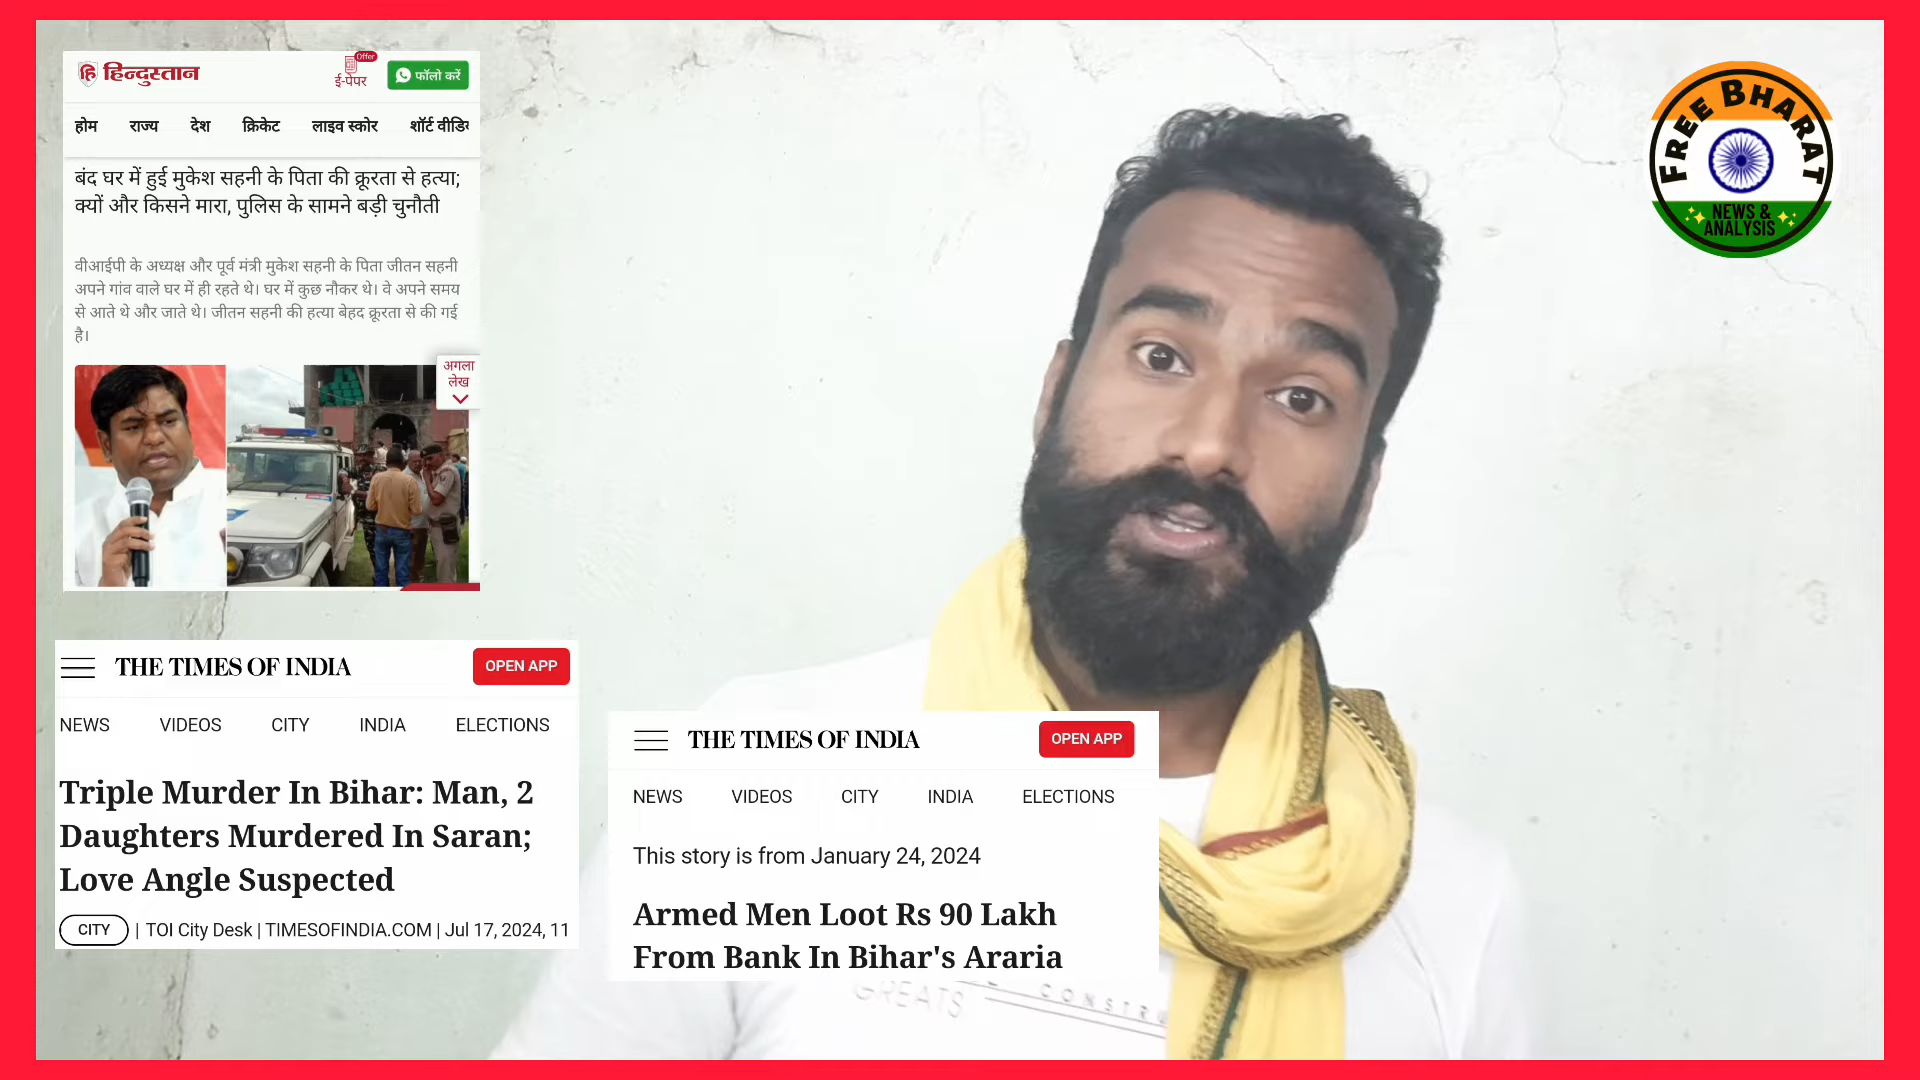 हिन्दुस्तान
Offer
ई-पेपर
फॉलो करें
होम राज्य देश क्रिकेट लाइव स्कोर शॉर्ट
बंद घर में हुई मुकेश सहनी के पिता की क्रूरता से हत्या;
क्यों और किसने मारा, पुलिस के सामने बड़ी चुनौती
वीआईपी के अध्यक्ष और पूर्व मंत्री मुकेश सहनी के पिता जीतन सहनी
अपने गांव वाले घर में ही रहते थे। घर में कुछ नौकर थे। वे अपने समय
से आते थे और जाते थे। जीतन सहनी की हत्या बेहद क्रूरता से की गई
है।
अगला
लेख
FREE BHARAT
NEWS &
ANALYSIS
THE TIMES OF INDIA OPEN APP
NEWS VIDEOS CITY INDIA ELECTIONS
Triple Murder In Bihar: Man, 2
Daughters Murdered In Saran;
Love Angle Suspected
CITY | TOI City Desk | TIMESOFINDIA.COM | Jul 17, 2024, 11
THE TIMES OF INDIA OPEN APP
NEWS VIDEOS CITY INDIA ELECTIONS
This story is from January 24, 2024
Armed Men Loot Rs 90 Lakh
From Bank In Bihar's Araria
GREATS